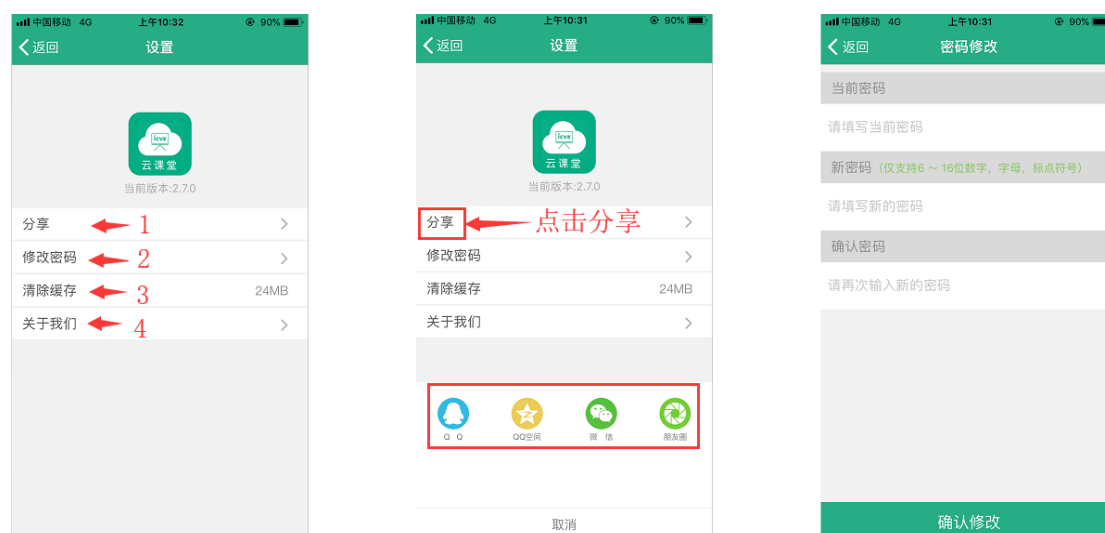 中国移动 4G 上午10:32 90%
返回 设置
icve
云课堂
当前版本:2.7.0
分享 1
修改密码 2
清除缓存 3 24MB
关于我们 4
中国移动 4G 上午10:31 90%
返回 设置
icve
云课堂
当前版本:2.7.0
分享 点击分享
修改密码
清除缓存 24MB
关于我们
Q Q QQ空间 微 信 朋友圈
取消
中国移动 4G 上午10:31 90%
返回 密码修改
当前密码
请填写当前密码
新密码(仅支持6 ~ 16位数字,字母,标点符号)
请填写新的密码
确认密码
请再次输入新的密码
确认修改